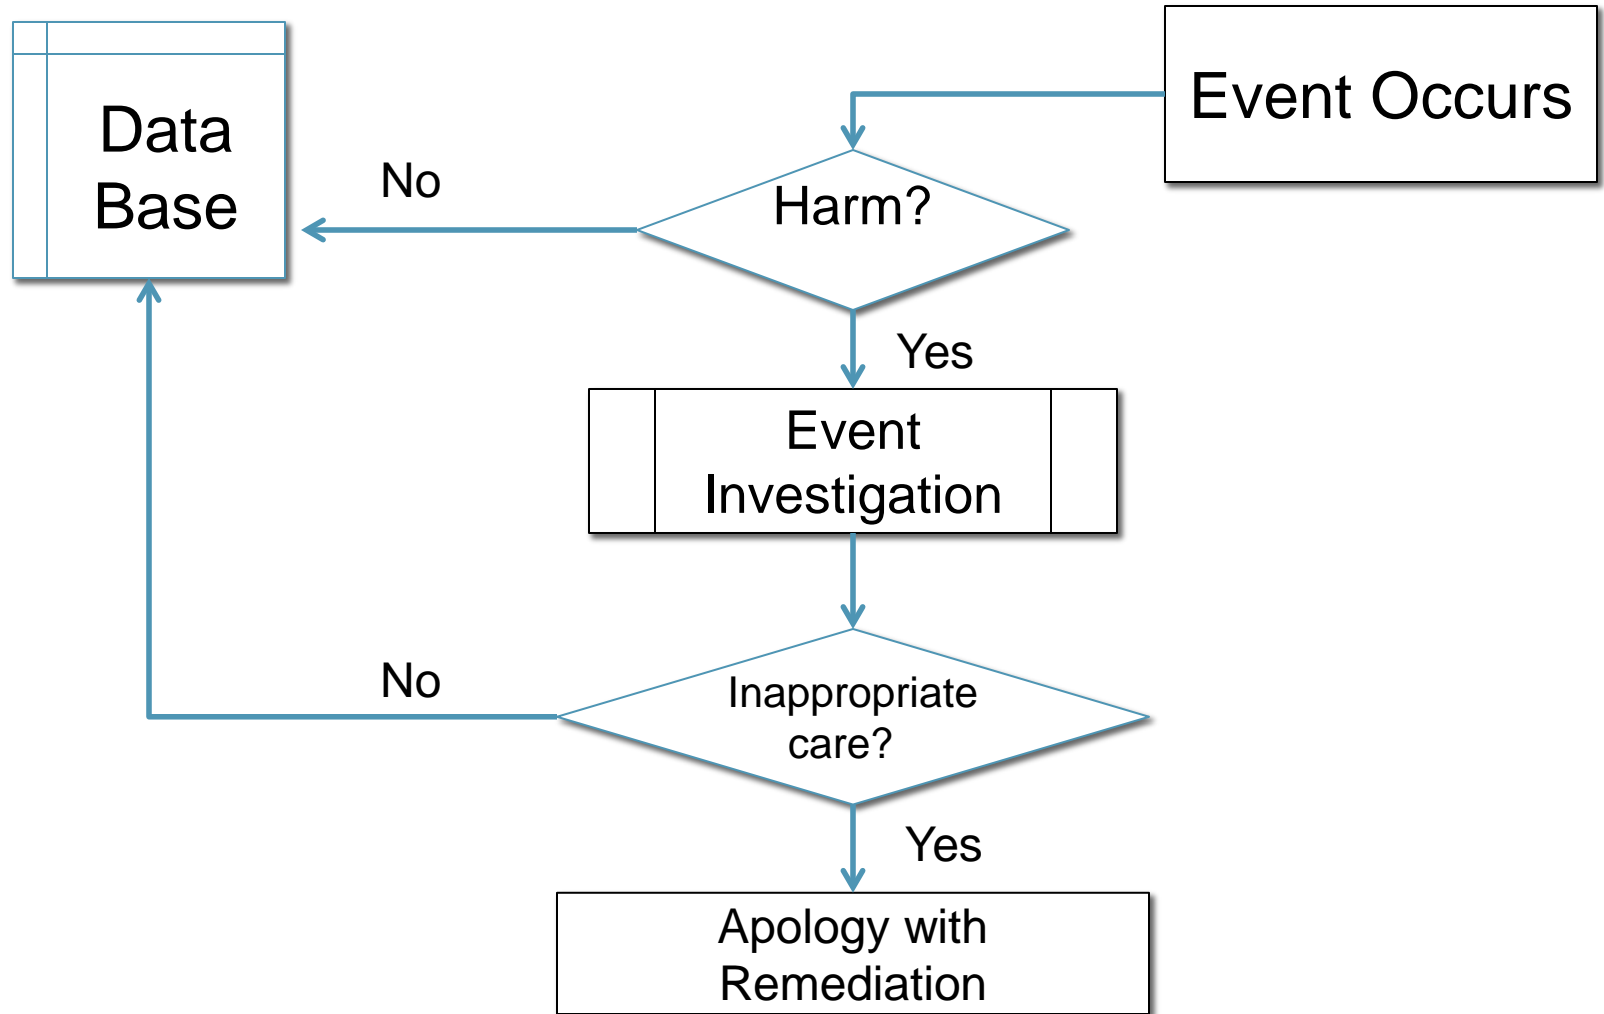 Event Occurs
Data
Base
No
Harm?
Yes
Event
Investigation
No
Inappropriate
care?
Yes
Apology with
Remediation